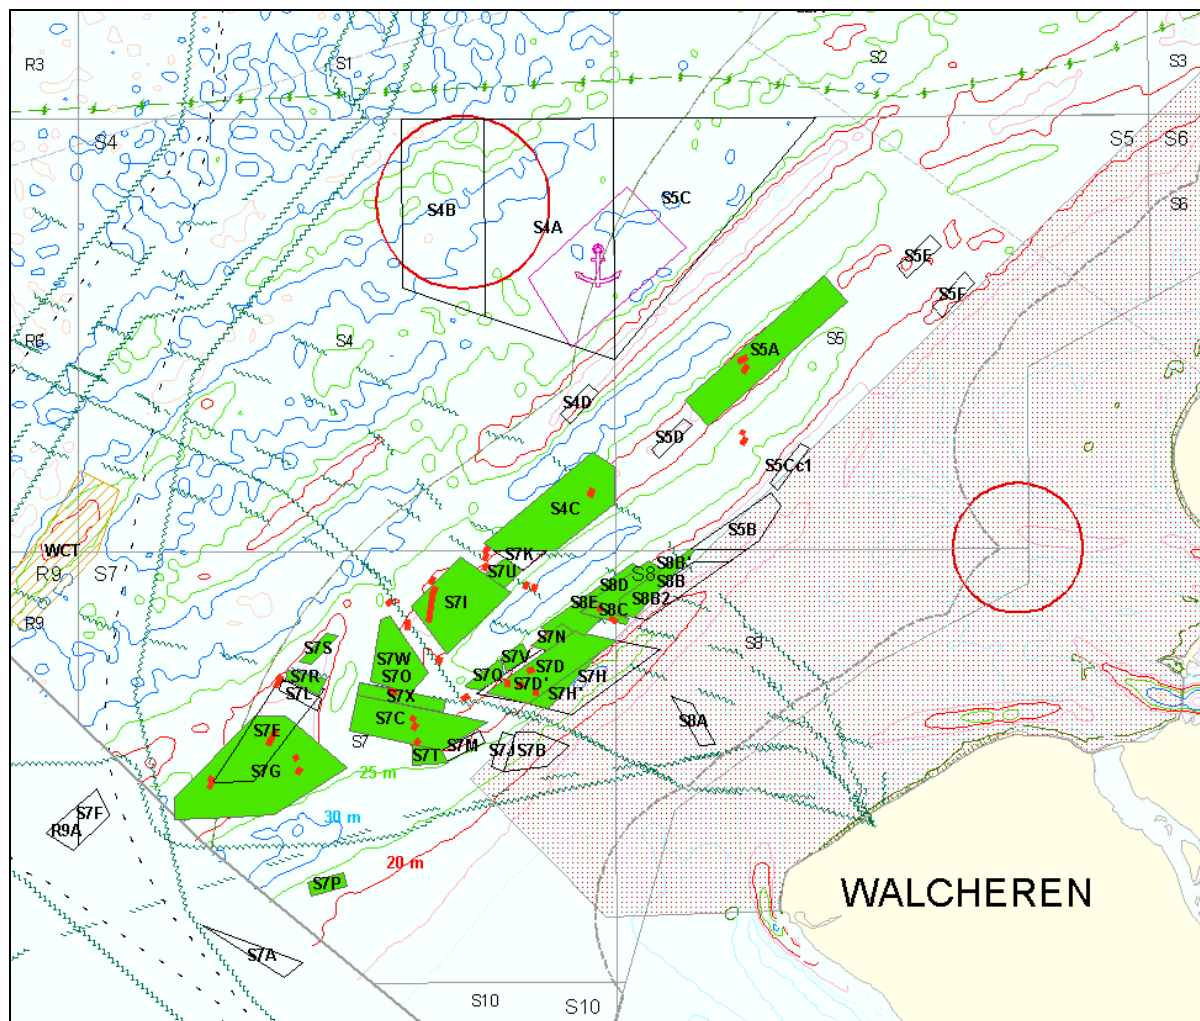 R3
S1
S2
S3
S4
S5
S6
S6
S4B
S4A
S5C
S5E
S5F
R6
S4
S5
S5A
S4D
S5D
S5Cc1
S4C
S5B
WCT
R9
S7
S7K
S7U
S8B'
S8
S8D
S8B
S8E
S8B2
S8C
S7I
R9
S7N
S8
S7S
S7W
S7V
S7D
S7R
S7O
S7Q
S7D'
S7H
S7L
S7X
S7H'
S7C
S8A
S7E
S7
S7M
S7J
S7B
S7T
S7G
25 m
S7F
R9A
30 m
20 m
S7P
WALCHEREN
S7A
S10
S10